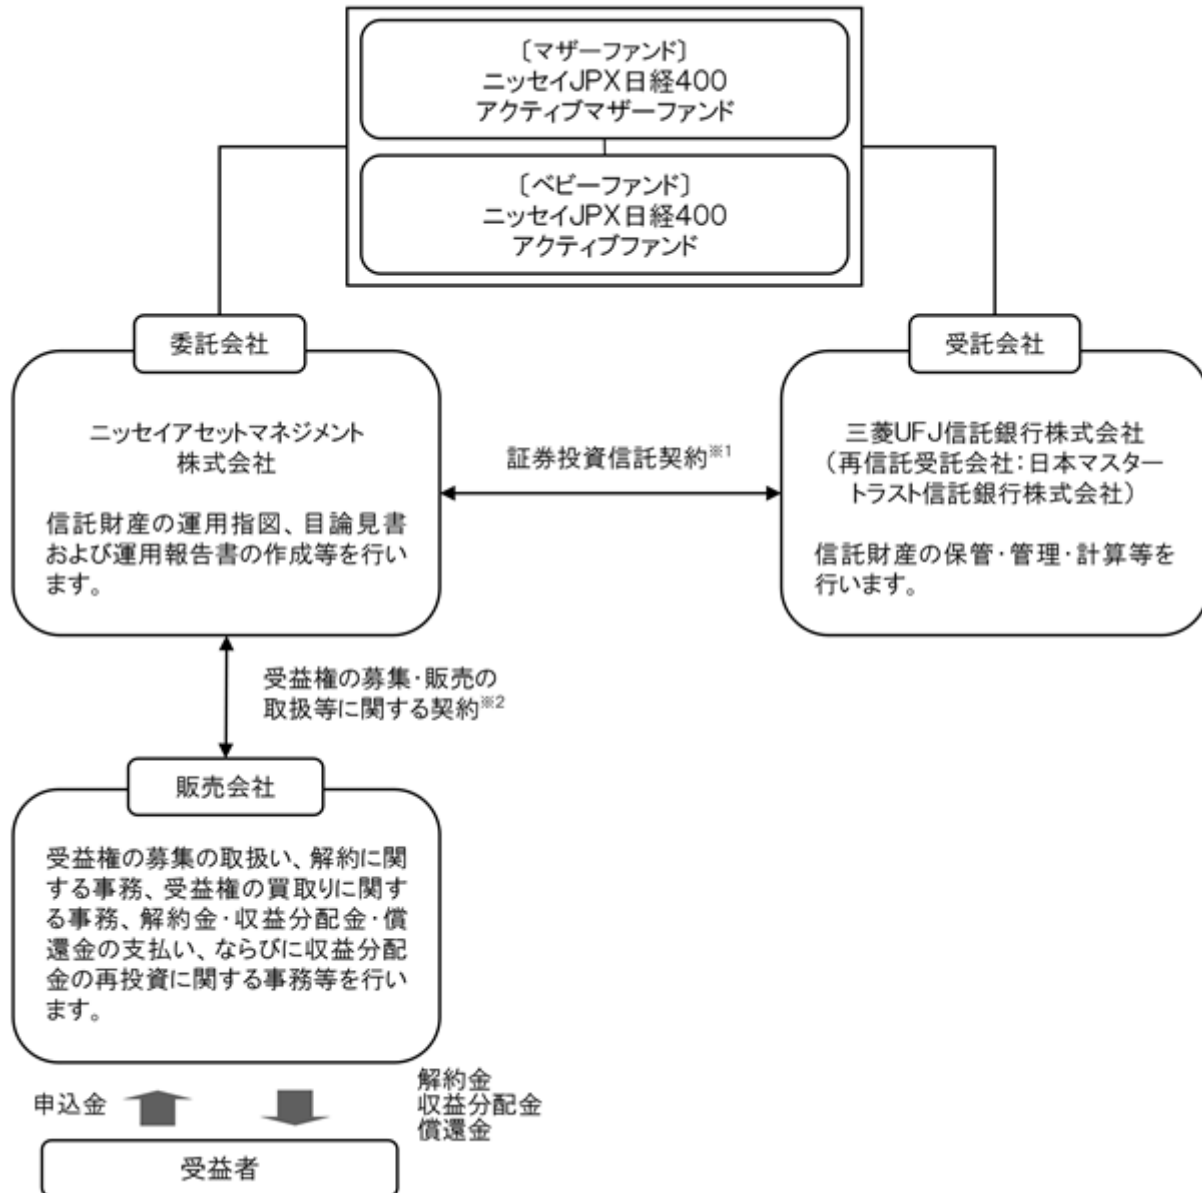 〔マザーファンド〕
ニッセイJPX日経400
アクティブマザーファンド
〔ベビーファンド〕
ニッセイJPX日経400
アクティブファンド
委託会社
ニッセイアセットマネジメント
株式会社
信託財産の運用指図、目論見書
および運用報告書の作成等を行い
ます。
証券投資信託契約※1
受託会社
三菱UFJ信託銀行株式会社
（再信託受託会社：日本マスター
トラスト信託銀行株式会社）
信託財産の保管・管理・計算等を
行います。
受益権の募集・販売の
取扱等に関する契約※2
販売会社
受益権の募集の取扱い、解約に関
する事務、受益権の買取りに関す
る事務、解約金・収益分配金・償
還金の支払い、ならびに収益分配
金の再投資に関する事務等を行い
ます。
申込金
解約金
収益分配金
償還金
受益者